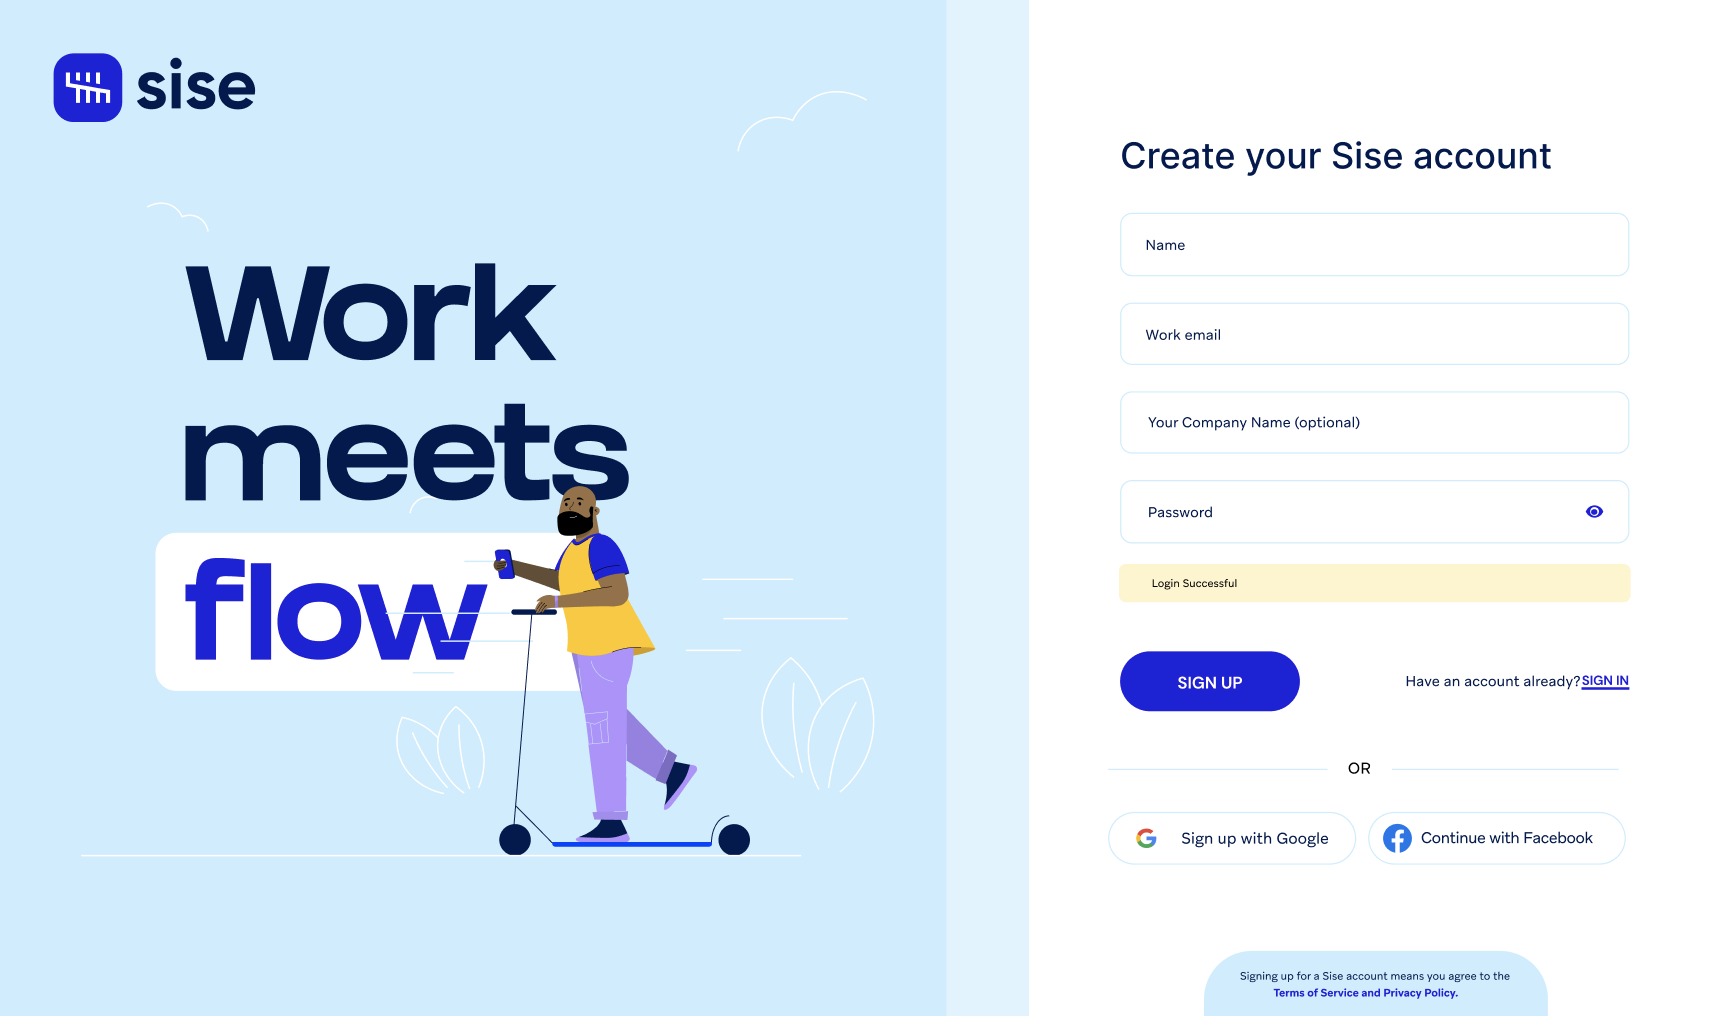 sise
Work
meets
flow
Create your Sise account
Name
Work email
Your Company Name (optional)
Password
Login Successful
SIGN UP
Have an account already? SIGN IN
OR
Sign up with Google
Continue with Facebook
Signing up for a Sise account means you agree to the
Terms of Service and Privacy Policy.